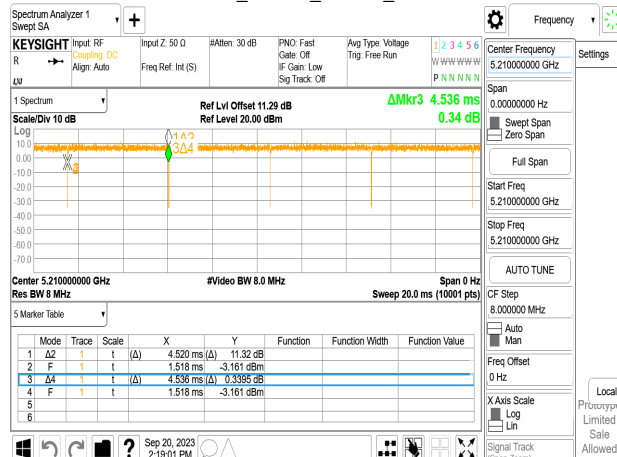 Spectrum Analyzer 1
Swept SA
Frequency
KEYSIGHT
R
LNI
Input: RF
Coupling: DC
Align: Auto
Input Z: 50 Ω
Freq Ref: Int (S)
#Atten: 30 dB
PNO: Fast
Gate: Off
IF Gain: Low
Sig Track: Off
Avg Type: Voltage
Trig: Free Run
1 2 3 4 5 6
W W W W W W
P N N N N N
1 Spectrum
Scale/Div 10 dB
Ref Lvl Offset 11.29 dB
Ref Level 20.00 dBm
ΔMkr3 4.536 ms
0.34 dB
Log
10.0
0.00
-10.0
-20.0
-30.0
-40.0
-50.0
-60.0
-70.0
1Δ2
3Δ4
Center 5.210000000 GHz
Res BW 8 MHz
#Video BW 8.0 MHz
Span 0 Hz
Sweep 20.0 ms (10001 pts)
5 Marker Table
Mode Trace Scale X Y Function Function Width Function Value
1 Δ2 1 t (Δ) 4.520 ms (Δ) 11.32 dB
2 F 1 t 1.518 ms -3.161 dBm
3 Δ4 1 t (Δ) 4.536 ms (Δ) 0.3395 dB
4 F 1 t 1.518 ms -3.161 dBm
5
6
Sep 20, 2023
2:19:01 PM
Center Frequency
5.210000000 GHz
Span
0.00000000 Hz
Swept Span
Zero Span
Full Span
Start Freq
5.210000000 GHz
Stop Freq
5.210000000 GHz
AUTO TUNE
CF Step
8.000000 MHz
Auto
Man
Freq Offset
0 Hz
X Axis Scale
Log
Lin
Signal Track
Settings
Local
Prototype
Limited
Sale
Allowed